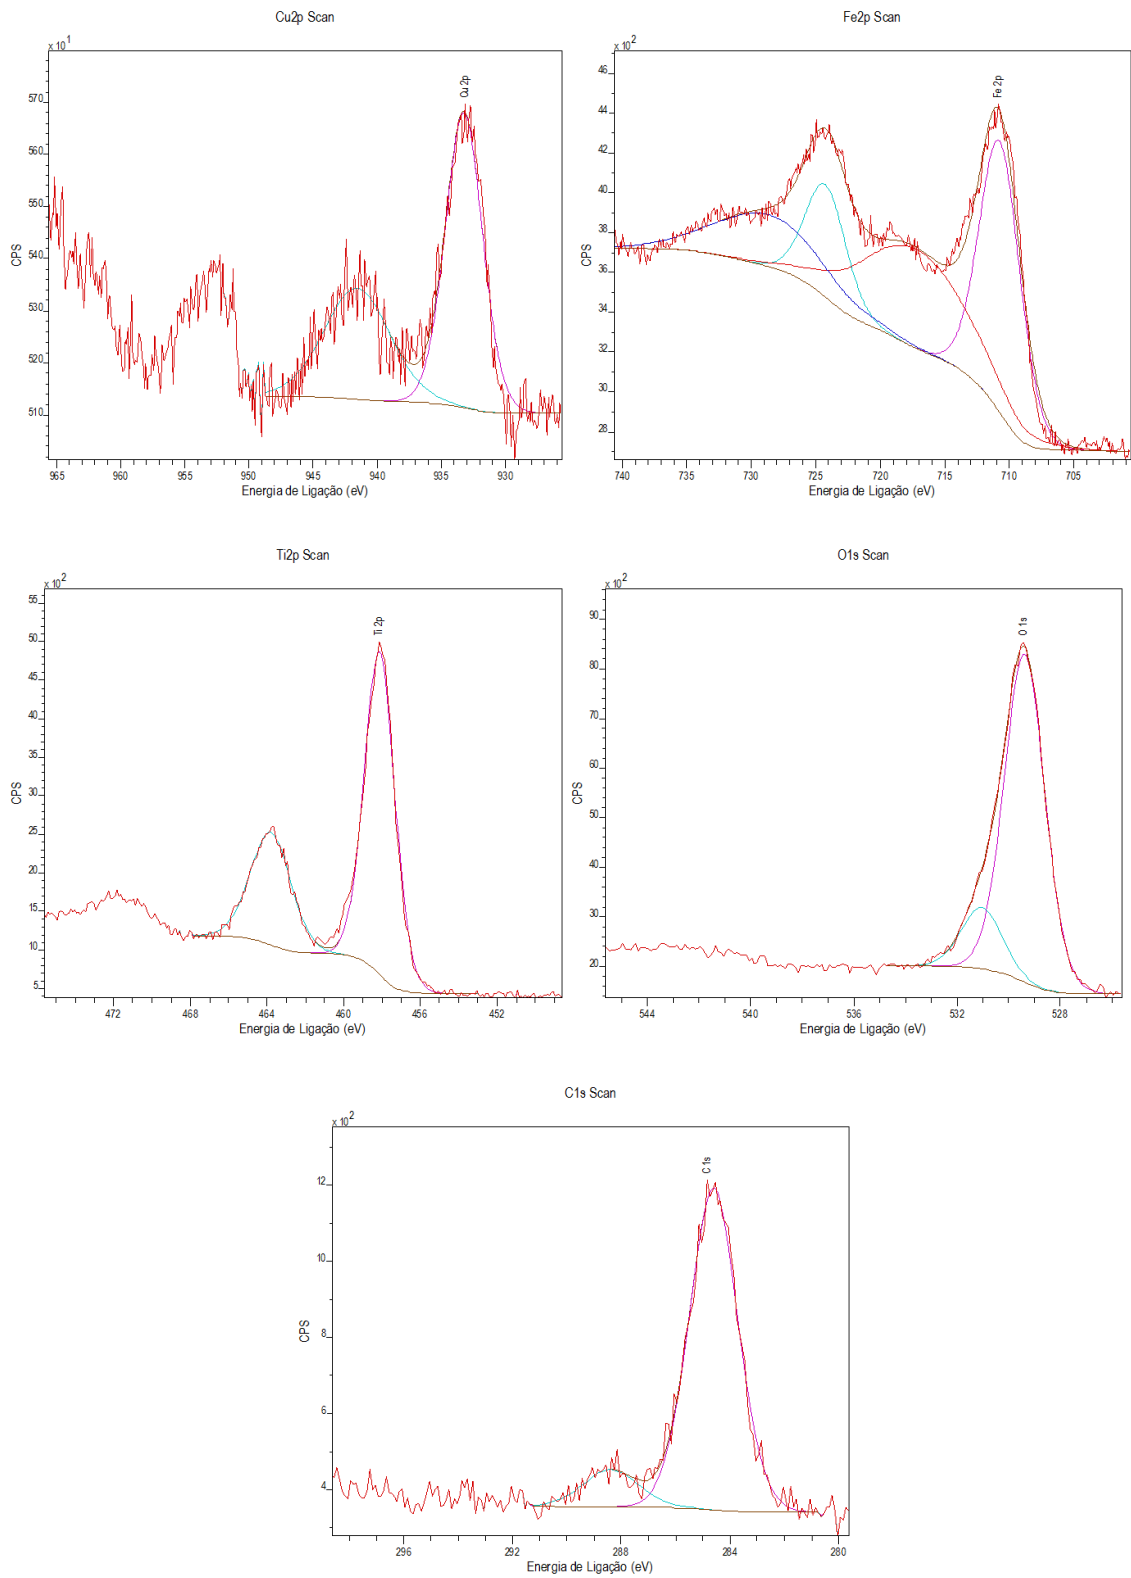 Cu2p Scan
x 10^1
Cu 2p
570
560
550
540
530
520
510
CPS
965 960 955 950 945 940 935 930
Energia de Ligação (eV)
Fe2p Scan
x 10^2
Fe 2p
46
44
42
40
38
36
34
32
30
28
CPS
740 735 730 725 720 715 710 705
Energia de Ligação (eV)
Ti2p Scan
x 10^2
Ti 2p
55
50
45
40
35
30
25
20
15
10
5
CPS
472 468 464 460 456 452
Energia de Ligação (eV)
O1s Scan
x 10^2
O 1s
90
80
70
60
50
40
30
20
CPS
544 540 536 532 528
Energia de Ligação (eV)
C1s Scan
x 10^2
C 1s
12
10
8
6
4
CPS
296 292 288 284 280
Energia de Ligação (eV)